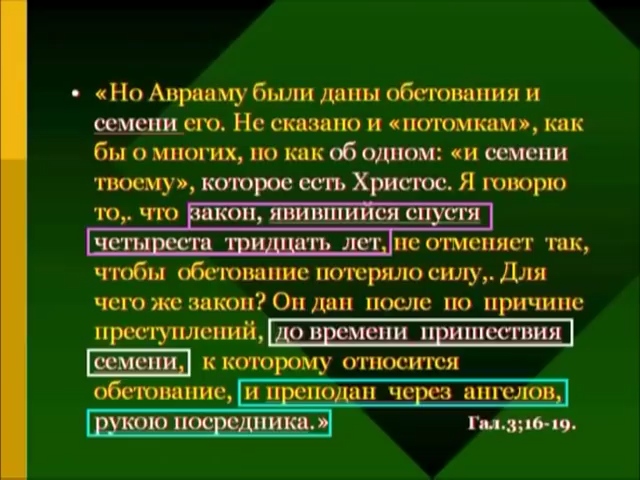 • «Но Аврааму были даны обетования и
семени его. Не сказано и «потомкам», как
бы о многих, но как об одном: «и семени
твоему», которое есть Христос. Я говорю
то,. что закон, явившийся спустя
четыреста тридцать лет, не отменяет так,
чтобы обетование потеряло силу,. Для
чего же закон? Он дан после по причине
преступлений, до времени пришествия
семени, к которому относится
обетование, и преподан через ангелов,
рукою посредника.» Гал.3;16-19.